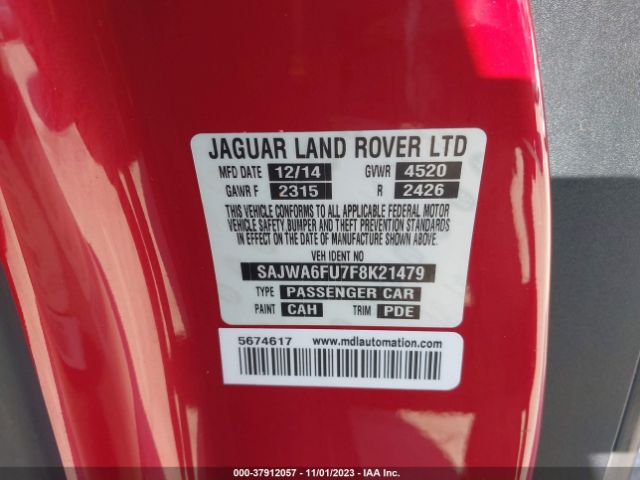 JAGUAR LAND ROVER LTD
MFD DATE 12/14 GVWR 4520
GAWR F 2315 R 2426
THIS VEHICLE CONFORMS TO ALL APPLICABLE FEDERAL MOTOR
VEHICLE SAFETY,BUMPER AND THEFT PREVENTION STANDARDS
IN EFFECT ON THE DATE OF MANUFACTURE SHOWN ABOVE.
VEH IDENT NO
SAJWA6FU7F8K21479
TYPE PASSENGER CAR
PAINT CAH TRIM PDE
5674617 www.mdlautomation.com
000-37912057 - 11/01/2023 - IAA Inc.